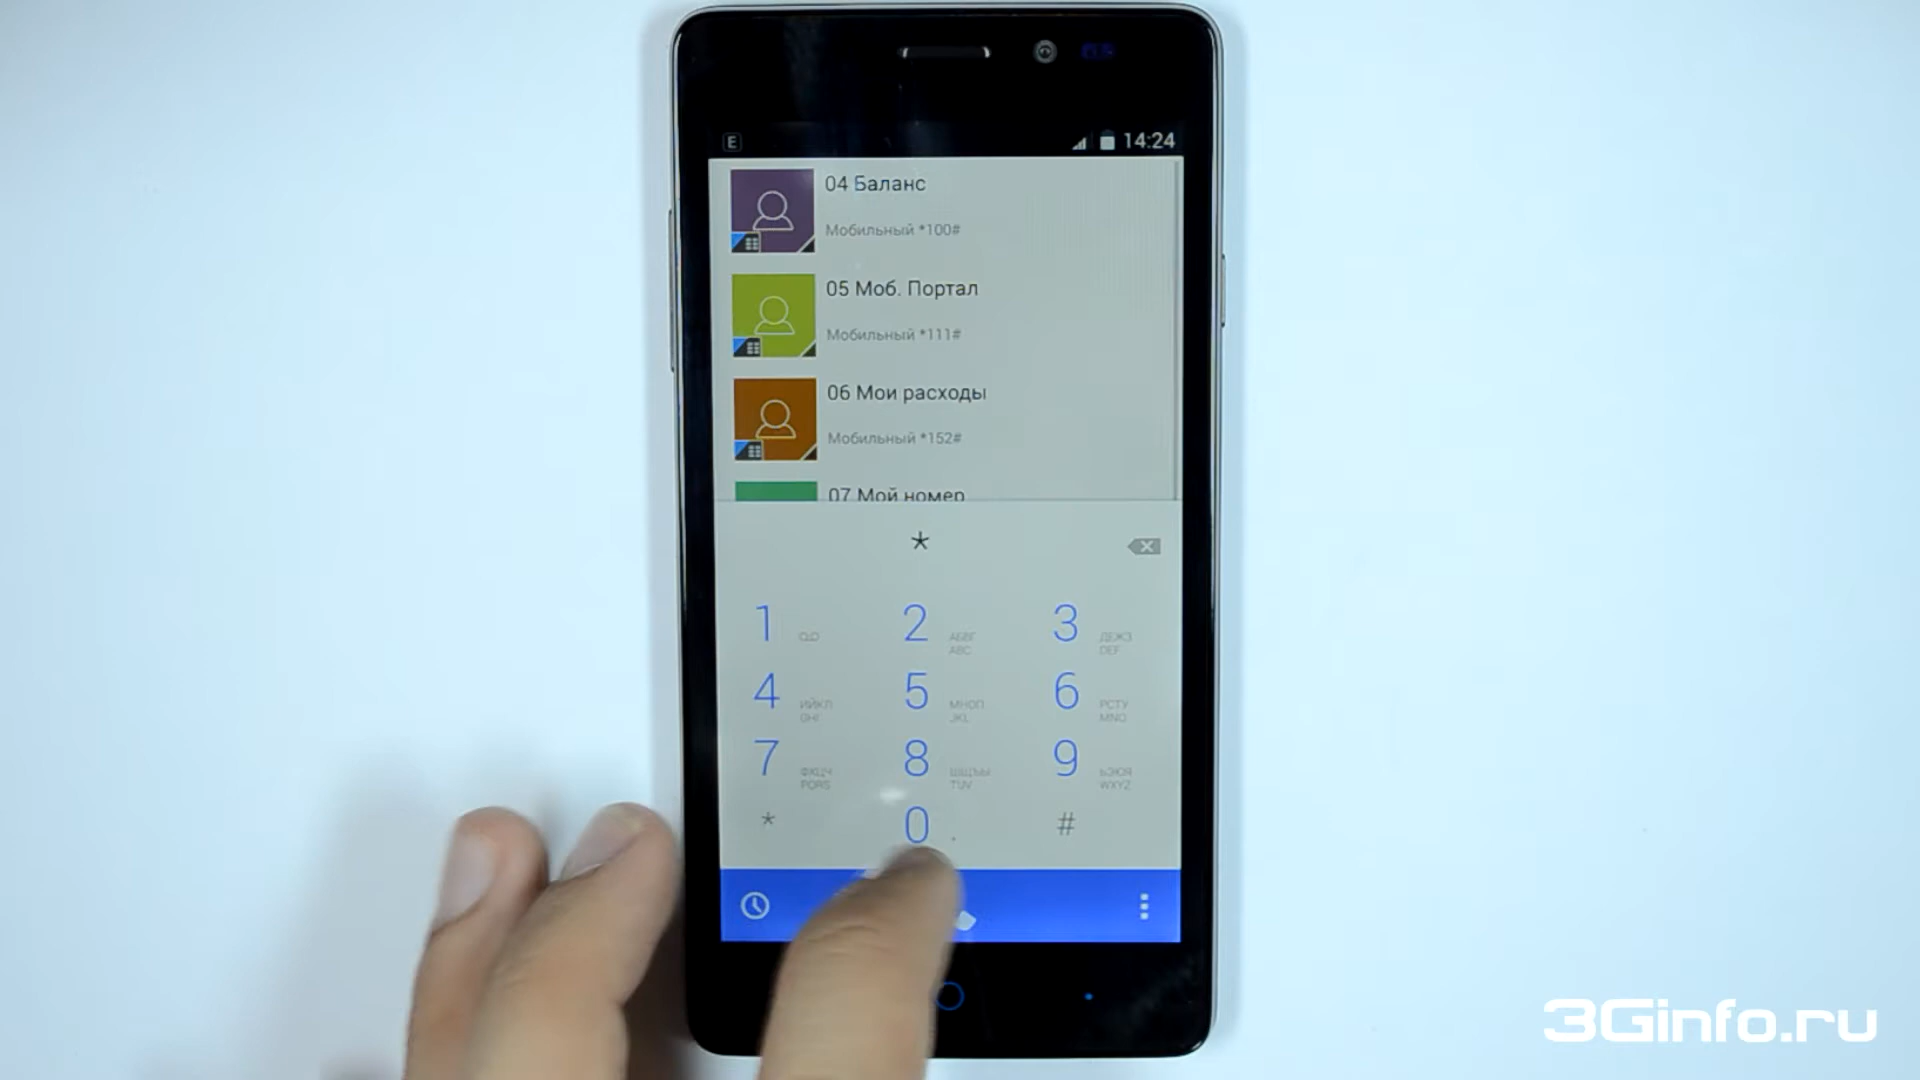 E 14:24
04 Баланс
Мобильный *100#
05 Моб. Портал
Мобильный *111#
06 Мои расходы
Мобильный *152#
07 Мой номер
*
1 2 АБВГ ABC 3 ДЕЖЗ DEF
4 ИЙКЛ GHI 5 МНОП JKL 6 РСТУ MNO
7 ФХЦЧ PQRS 8 ШЩЪЫ TUV 9 ЬЭЮЯ WXYZ
* 0 #
3Ginfo.ru